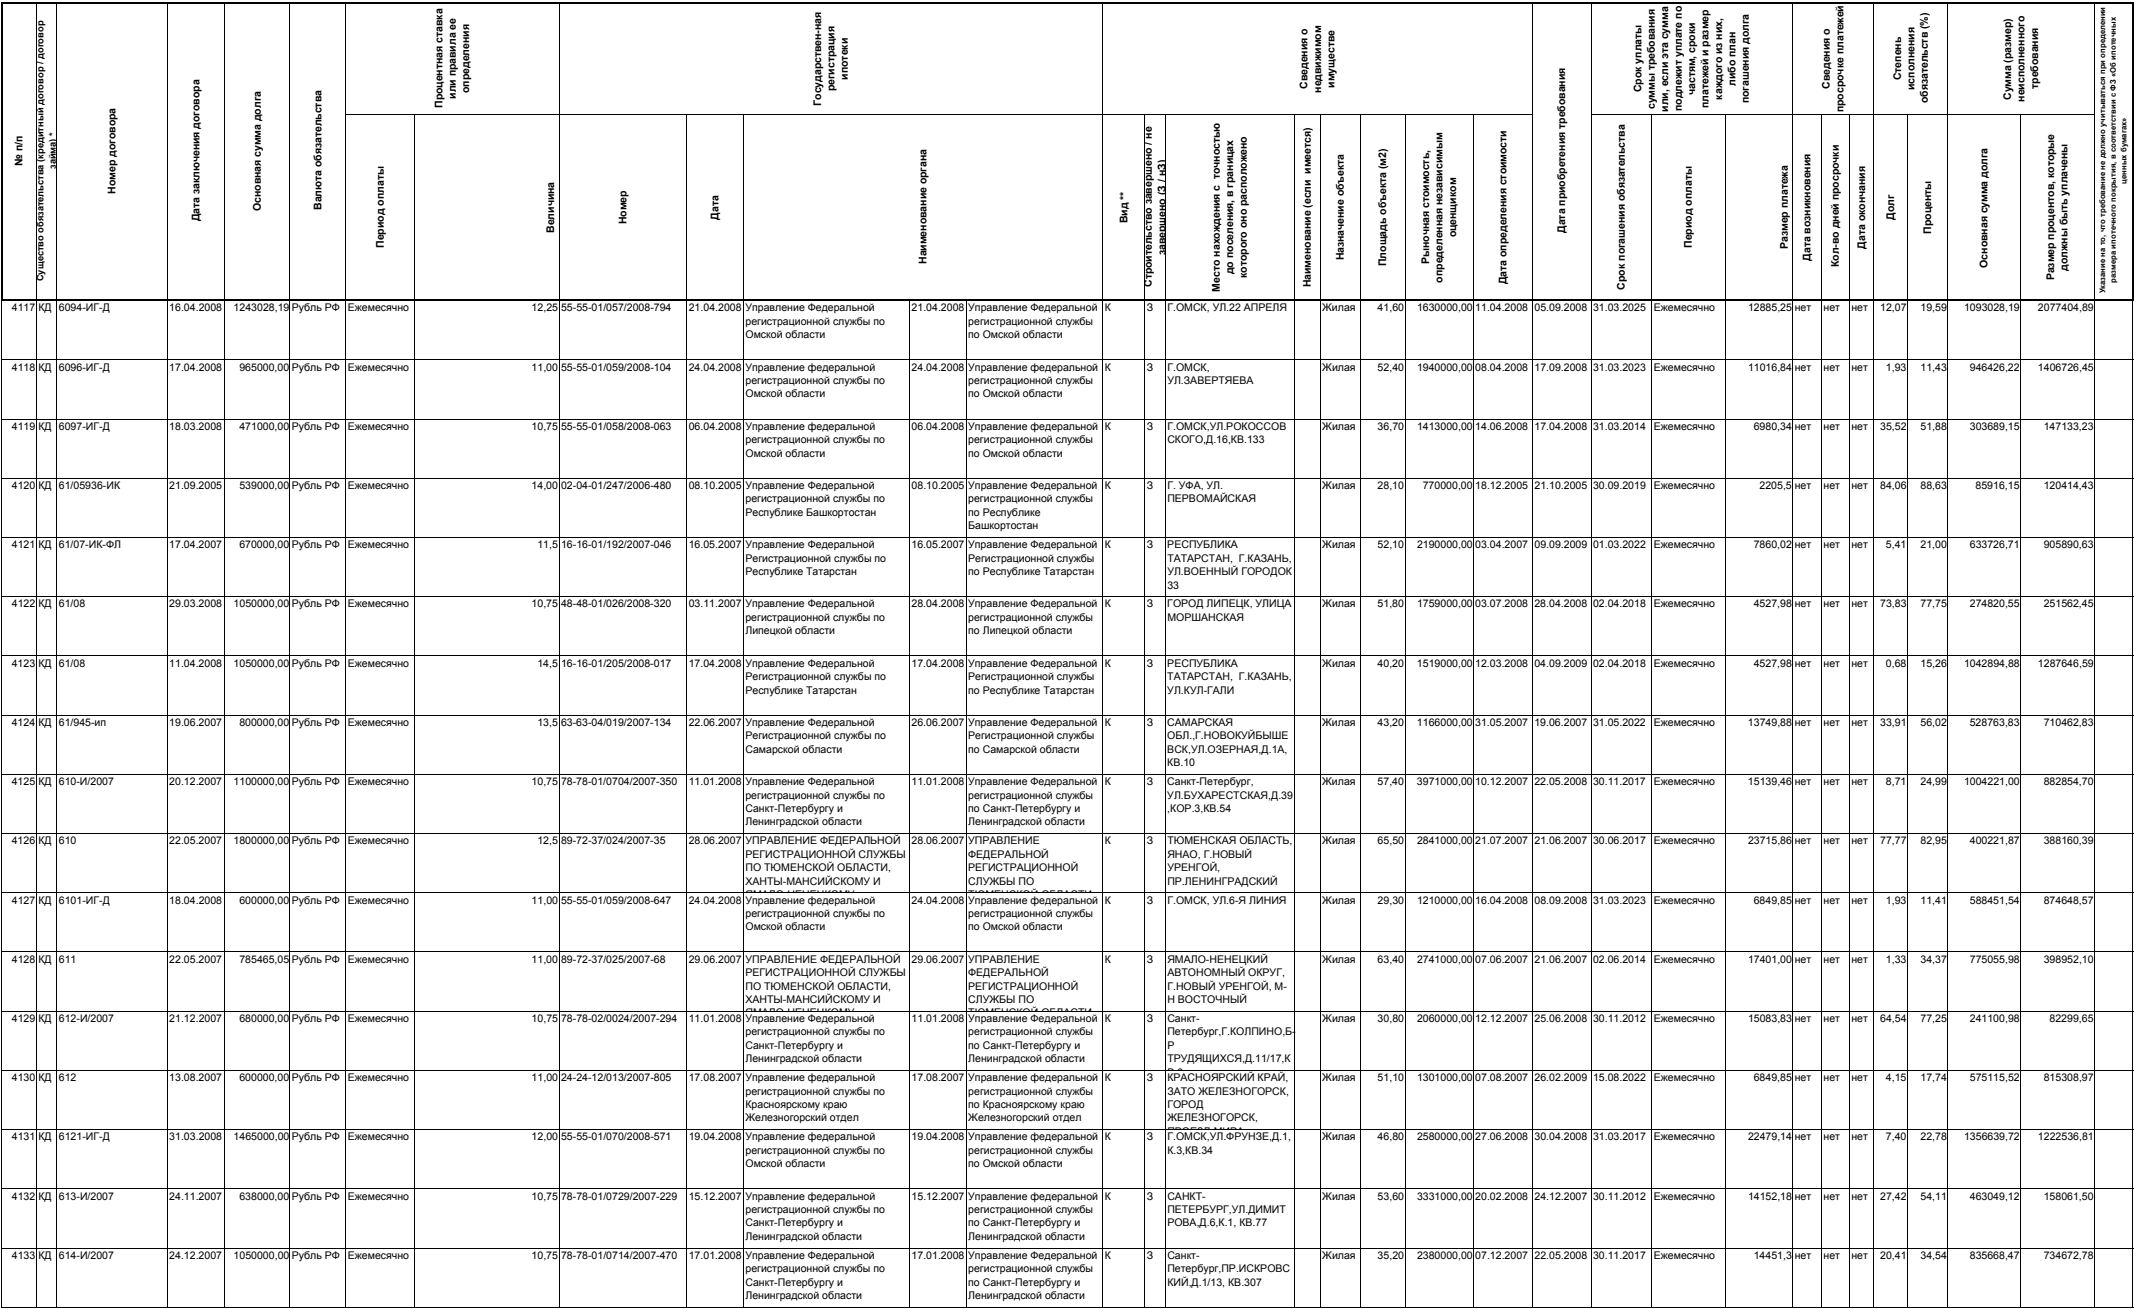 № п/п
Существо обязательства (кредитный договор / договор
займа) *
Номер договора
Дата заключения договора
Основная сумма долга
Валюта обязательства
Процентная ставка
или правила ее
определения
Период оплаты
Величина
Государствен-ная
регистрация
ипотеки
Номер
Дата
Наименование органа
Сведения о
недвижимом
имуществе
Вид **
Строительство завершено / не
завершено (З / нЗ)
Место нахождения с точностью
до поселения, в границах
которого оно расположено
Наименование (если имеется)
Назначение объекта
Площадь объекта (м2)
Рыночная стоимость,
определенная независимым
оценщиком
Дата определения стоимости
Дата приобретения требования
Срок уплаты
суммы требования
или, если эта сумма
подлежит уплате по
частям, сроки
платежей и размер
каждого из них,
либо план
погашения долга
Срок погашения обязательства
Период оплаты
Размер платежа
Сведения о
просрочке платежей
Дата возникновения
Кол-во дней просрочки
Дата окончания
Степень
исполнения
обязательств (%)
Долг
Проценты
Сумма (размер)
неисполненного
требования
Основная сумма долга
Размер процентов, которые
должны быть уплачены
Указание на то, что требование не должно учитываться при определении
размера ипотечного покрытия, в соответствии с ФЗ «Об ипотечных
ценных бумагах»
4117 КД 6094-ИГ-Д 16.04.2008 1243028,19 Рубль РФ Ежемесячно 12,25 55-55-01/057/2008-794 21.04.2008 Управление Федеральной 21.04.2008 Управление Федеральной К З Г.ОМСК, УЛ.22 АПРЕЛЯ Жилая 41,60 1630000,00 11.04.2008 05.09.2008 31.03.2025 Ежемесячно 12885,25 нет нет нет 12,07 19,59 1093028,19 2077404,89
регистрационной службы по регистрационной службы
Омской области по Омской области
4118 КД 6096-ИГ-Д 17.04.2008 965000,00 Рубль РФ Ежемесячно 11,00 55-55-01/059/2008-104 24.04.2008 Управление Федеральной 24.04.2008 Управление Федеральной К З Г.ОМСК, Жилая 52,40 1940000,00 08.04.2008 17.09.2008 31.03.2023 Ежемесячно 11016,84 нет нет нет 1,93 11,43 946426,22 1406726,45
регистрационной службы по регистрационной службы УЛ.ЗАВЕРТЯЕВА
Омской области по Омской области
4119 КД 6097-ИГ-Д 18.03.2008 471000,00 Рубль РФ Ежемесячно 10,75 55-55-01/058/2008-063 06.04.2008 Управление федеральной 06.04.2008 Управление федеральной К З Г.ОМСК,УЛ.РОКОССОВ Жилая 36,70 1413000,00 14.06.2008 17.04.2008 31.03.2014 Ежемесячно 6980,34 нет нет нет 35,52 51,88 303689,15 147133,23
регистрационной службы по регистрационной службы СКОГО,Д.16,КВ.133
Омской области по Омской области
4120 КД 61/05936-ИК 21.09.2005 539000,00 Рубль РФ Ежемесячно 14,00 02-04-01/247/2006-480 08.10.2005 Управление Федеральной 08.10.2005 Управление Федеральной К З Г. УФА, УЛ. Жилая 28,10 770000,00 18.12.2005 21.10.2005 30.09.2019 Ежемесячно 2205,5 нет нет нет 84,06 88,63 85916,15 120414,43
регистрационной службы по регистрационной службы ПЕРВОМАЙСКАЯ
Республике Башкортостан по Республике
Башкортостан
4121 КД 61/07-ИК-ФЛ 17.04.2007 670000,00 Рубль РФ Ежемесячно 11,5 16-16-01/192/2007-046 16.05.2007 Управление Федеральной 16.05.2007 Управление Федеральной К З РЕСПУБЛИКА Жилая 52,10 2190000,00 03.04.2007 09.09.2009 01.03.2022 Ежемесячно 7860,02 нет нет нет 5,41 21,00 633726,71 905890,63
Регистрационной службы по Регистрационной службы ТАТАРСТАН, Г.КАЗАНЬ,
Республике Татарстан по Республике Татарстан УЛ.ВОЕННЫЙ ГОРОДОК
33
4122 КД 61/08 29.03.2008 1050000,00 Рубль РФ Ежемесячно 10,75 48-48-01/026/2008-320 03.11.2007 Управление Федеральной 28.04.2008 Управление Федеральной К З ГОРОД ЛИПЕЦК, УЛИЦА Жилая 51,80 1759000,00 03.07.2008 28.04.2008 02.04.2018 Ежемесячно 4527,98 нет нет нет 73,83 77,75 274820,55 251562,45
регистрационной службы по регистрационной службы МОРШАНСКАЯ
Липецкой области по Липецкой области
4123 КД 61/08 11.04.2008 1050000,00 Рубль РФ Ежемесячно 14,5 16-16-01/205/2008-017 17.04.2008 Управление Федеральной 17.04.2008 Управление Федеральной К З РЕСПУБЛИКА Жилая 40,20 1519000,00 12.03.2008 04.09.2009 02.04.2018 Ежемесячно 4527,98 нет нет нет 0,68 15,26 1042894,88 1287646,59
Регистрационной службы по Регистрационной службы ТАТАРСТАН, Г.КАЗАНЬ,
Республике Татарстан по Республике Татарстан УЛ.КУЛ-ГАЛИ
4124 КД 61/945-ип 19.06.2007 800000,00 Рубль РФ Ежемесячно 13,5 63-63-04/019/2007-134 22.06.2007 Управление Федеральной 26.06.2007 Управление Федеральной К З САМАРСКАЯ Жилая 43,20 1166000,00 31.05.2007 19.06.2007 31.05.2022 Ежемесячно 13749,88 нет нет нет 33,91 56,02 528763,83 710462,83
Регистрационной службы по Регистрационной службы ОБЛ.,Г.НОВОКУЙБЫШЕ
Самарской области по Самарской области ВСК,УЛ.ОЗЕРНАЯ,Д.1А,
КВ.10
4125 КД 610-И/2007 20.12.2007 1100000,00 Рубль РФ Ежемесячно 10,75 78-78-01/0704/2007-350 11.01.2008 Управление федеральной 11.01.2008 Управление федеральной К З Санкт-Петербург, Жилая 57,40 3971000,00 10.12.2007 22.05.2008 30.11.2017 Ежемесячно 15139,46 нет нет нет 8,71 24,99 1004221,00 882854,70
регистрационной службы по регистрационной службы УЛ.БУХАРЕСТСКАЯ,Д.39
Санкт-Петербургу и по Санкт-Петербургу и ,КОР.3,КВ.54
Ленинградской области Ленинградской области
4126 КД 610 22.05.2007 1800000,00 Рубль РФ Ежемесячно 12,5 89-72-37/024/2007-35 28.06.2007 УПРАВЛЕНИЕ ФЕДЕРАЛЬНОЙ 28.06.2007 УПРАВЛЕНИЕ К З ТЮМЕНСКАЯ ОБЛАСТЬ, Жилая 65,50 2841000,00 21.07.2007 21.06.2007 30.06.2017 Ежемесячно 23715,86 нет нет нет 77,77 82,95 400221,87 388160,39
РЕГИСТРАЦИОННОЙ СЛУЖБЫ ФЕДЕРАЛЬНОЙ ЯНАО, Г.НОВЫЙ
ПО ТЮМЕНСКОЙ ОБЛАСТИ, РЕГИСТРАЦИОННОЙ УРЕНГОЙ,
ХАНТЫ-МАНСИЙСКОМУ И СЛУЖБЫ ПО ПР.ЛЕНИНГРАДСКИЙ
4127 КД 6101-ИГ-Д 18.04.2008 600000,00 Рубль РФ Ежемесячно 11,00 55-55-01/059/2008-647 24.04.2008 Управление федеральной 24.04.2008 Управление федеральной К З Г.ОМСК, УЛ.6-Я ЛИНИЯ Жилая 29,30 1210000,00 16.04.2008 08.09.2008 31.03.2023 Ежемесячно 6849,85 нет нет нет 1,93 11,41 588451,54 874648,57
регистрационной службы по регистрационной службы
Омской области по Омской области
4128 КД 611 22.05.2007 785465,05 Рубль РФ Ежемесячно 11,00 89-72-37/025/2007-68 29.06.2007 УПРАВЛЕНИЕ ФЕДЕРАЛЬНОЙ 29.06.2007 УПРАВЛЕНИЕ К З ЯМАЛО-НЕНЕЦКИЙ Жилая 63,40 2741000,00 07.06.2007 21.06.2007 02.06.2014 Ежемесячно 17401,00 нет нет нет 1,33 34,37 775055,98 398952,10
РЕГИСТРАЦИОННОЙ СЛУЖБЫ ФЕДЕРАЛЬНОЙ АВТОНОМНЫЙ ОКРУГ,
ПО ТЮМЕНСКОЙ ОБЛАСТИ, РЕГИСТРАЦИОННОЙ Г.НОВЫЙ УРЕНГОЙ, М-
ХАНТЫ-МАНСИЙСКОМУ И СЛУЖБЫ ПО Н ВОСТОЧНЫЙ
4129 КД 612-И/2007 21.12.2007 680000,00 Рубль РФ Ежемесячно 10,75 78-78-02/0024/2007-294 11.01.2008 Управление федеральной 11.01.2008 Управление федеральной К З Санкт- Жилая 30,80 2060000,00 12.12.2007 25.06.2008 30.11.2012 Ежемесячно 15083,83 нет нет нет 64,54 77,25 241100,98 82299,65
регистрационной службы по регистрационной службы Петербург,Г.КОЛПИНО,Б-
Санкт-Петербургу и по Санкт-Петербургу и Р
Ленинградской области Ленинградской области ТРУДЯЩИХСЯ,Д.11/17,К
4130 КД 612 13.08.2007 600000,00 Рубль РФ Ежемесячно 11,00 24-24-12/013/2007-805 17.08.2007 Управление федеральной 17.08.2007 Управление федеральной К З КРАСНОЯРСКИЙ КРАЙ, Жилая 51,10 1301000,00 07.08.2007 26.02.2009 15.08.2022 Ежемесячно 6849,85 нет нет нет 4,15 17,74 575115,52 815308,97
регистрационной службы по регистрационной службы ЗАТО ЖЕЛЕЗНОГОРСК,
Красноярскому краю по Красноярскому краю ГОРОД
Железногорский отдел Железногорский отдел ЖЕЛЕЗНОГОРСК,
4131 КД 6121-ИГ-Д 31.03.2008 1465000,00 Рубль РФ Ежемесячно 12,00 55-55-01/070/2008-571 19.04.2008 Управление федеральной 19.04.2008 Управление федеральной К З Г.ОМСК,УЛ.ФРУНЗЕ,Д.1, Жилая 46,80 2580000,00 27.06.2008 30.04.2008 31.03.2017 Ежемесячно 22479,14 нет нет нет 7,40 22,78 1356639,72 1222536,81
регистрационной службы по регистрационной службы К.3,КВ.34
Омской области по Омской области
4132 КД 613-И/2007 24.11.2007 638000,00 Рубль РФ Ежемесячно 10,75 78-78-01/0729/2007-229 15.12.2007 Управление федеральной 15.12.2007 Управление федеральной К З САНКТ- Жилая 53,60 3331000,00 20.02.2008 24.12.2007 30.11.2012 Ежемесячно 14152,18 нет нет нет 27,42 54,11 463049,12 158061,50
регистрационной службы по регистрационной службы ПЕТЕРБУРГ,УЛ.ДИМИТ
Санкт-Петербургу и по Санкт-Петербургу и РОВА,Д.6,К.1, КВ.77
Ленинградской области Ленинградской области
4133 КД 614-И/2007 24.12.2007 1050000,00 Рубль РФ Ежемесячно 10,75 78-78-01/0714/2007-470 17.01.2008 Управление федеральной 17.01.2008 Управление федеральной К З Санкт- Жилая 35,20 2380000,00 07.12.2007 22.05.2008 30.11.2017 Ежемесячно 14451,3 нет нет нет 20,41 34,54 835668,47 734672,78
регистрационной службы по регистрационной службы Петербург,ПР.ИСКРОВС
Санкт-Петербургу и по Санкт-Петербургу и КИЙ,Д.1/13, КВ.307
Ленинградской области Ленинградской области